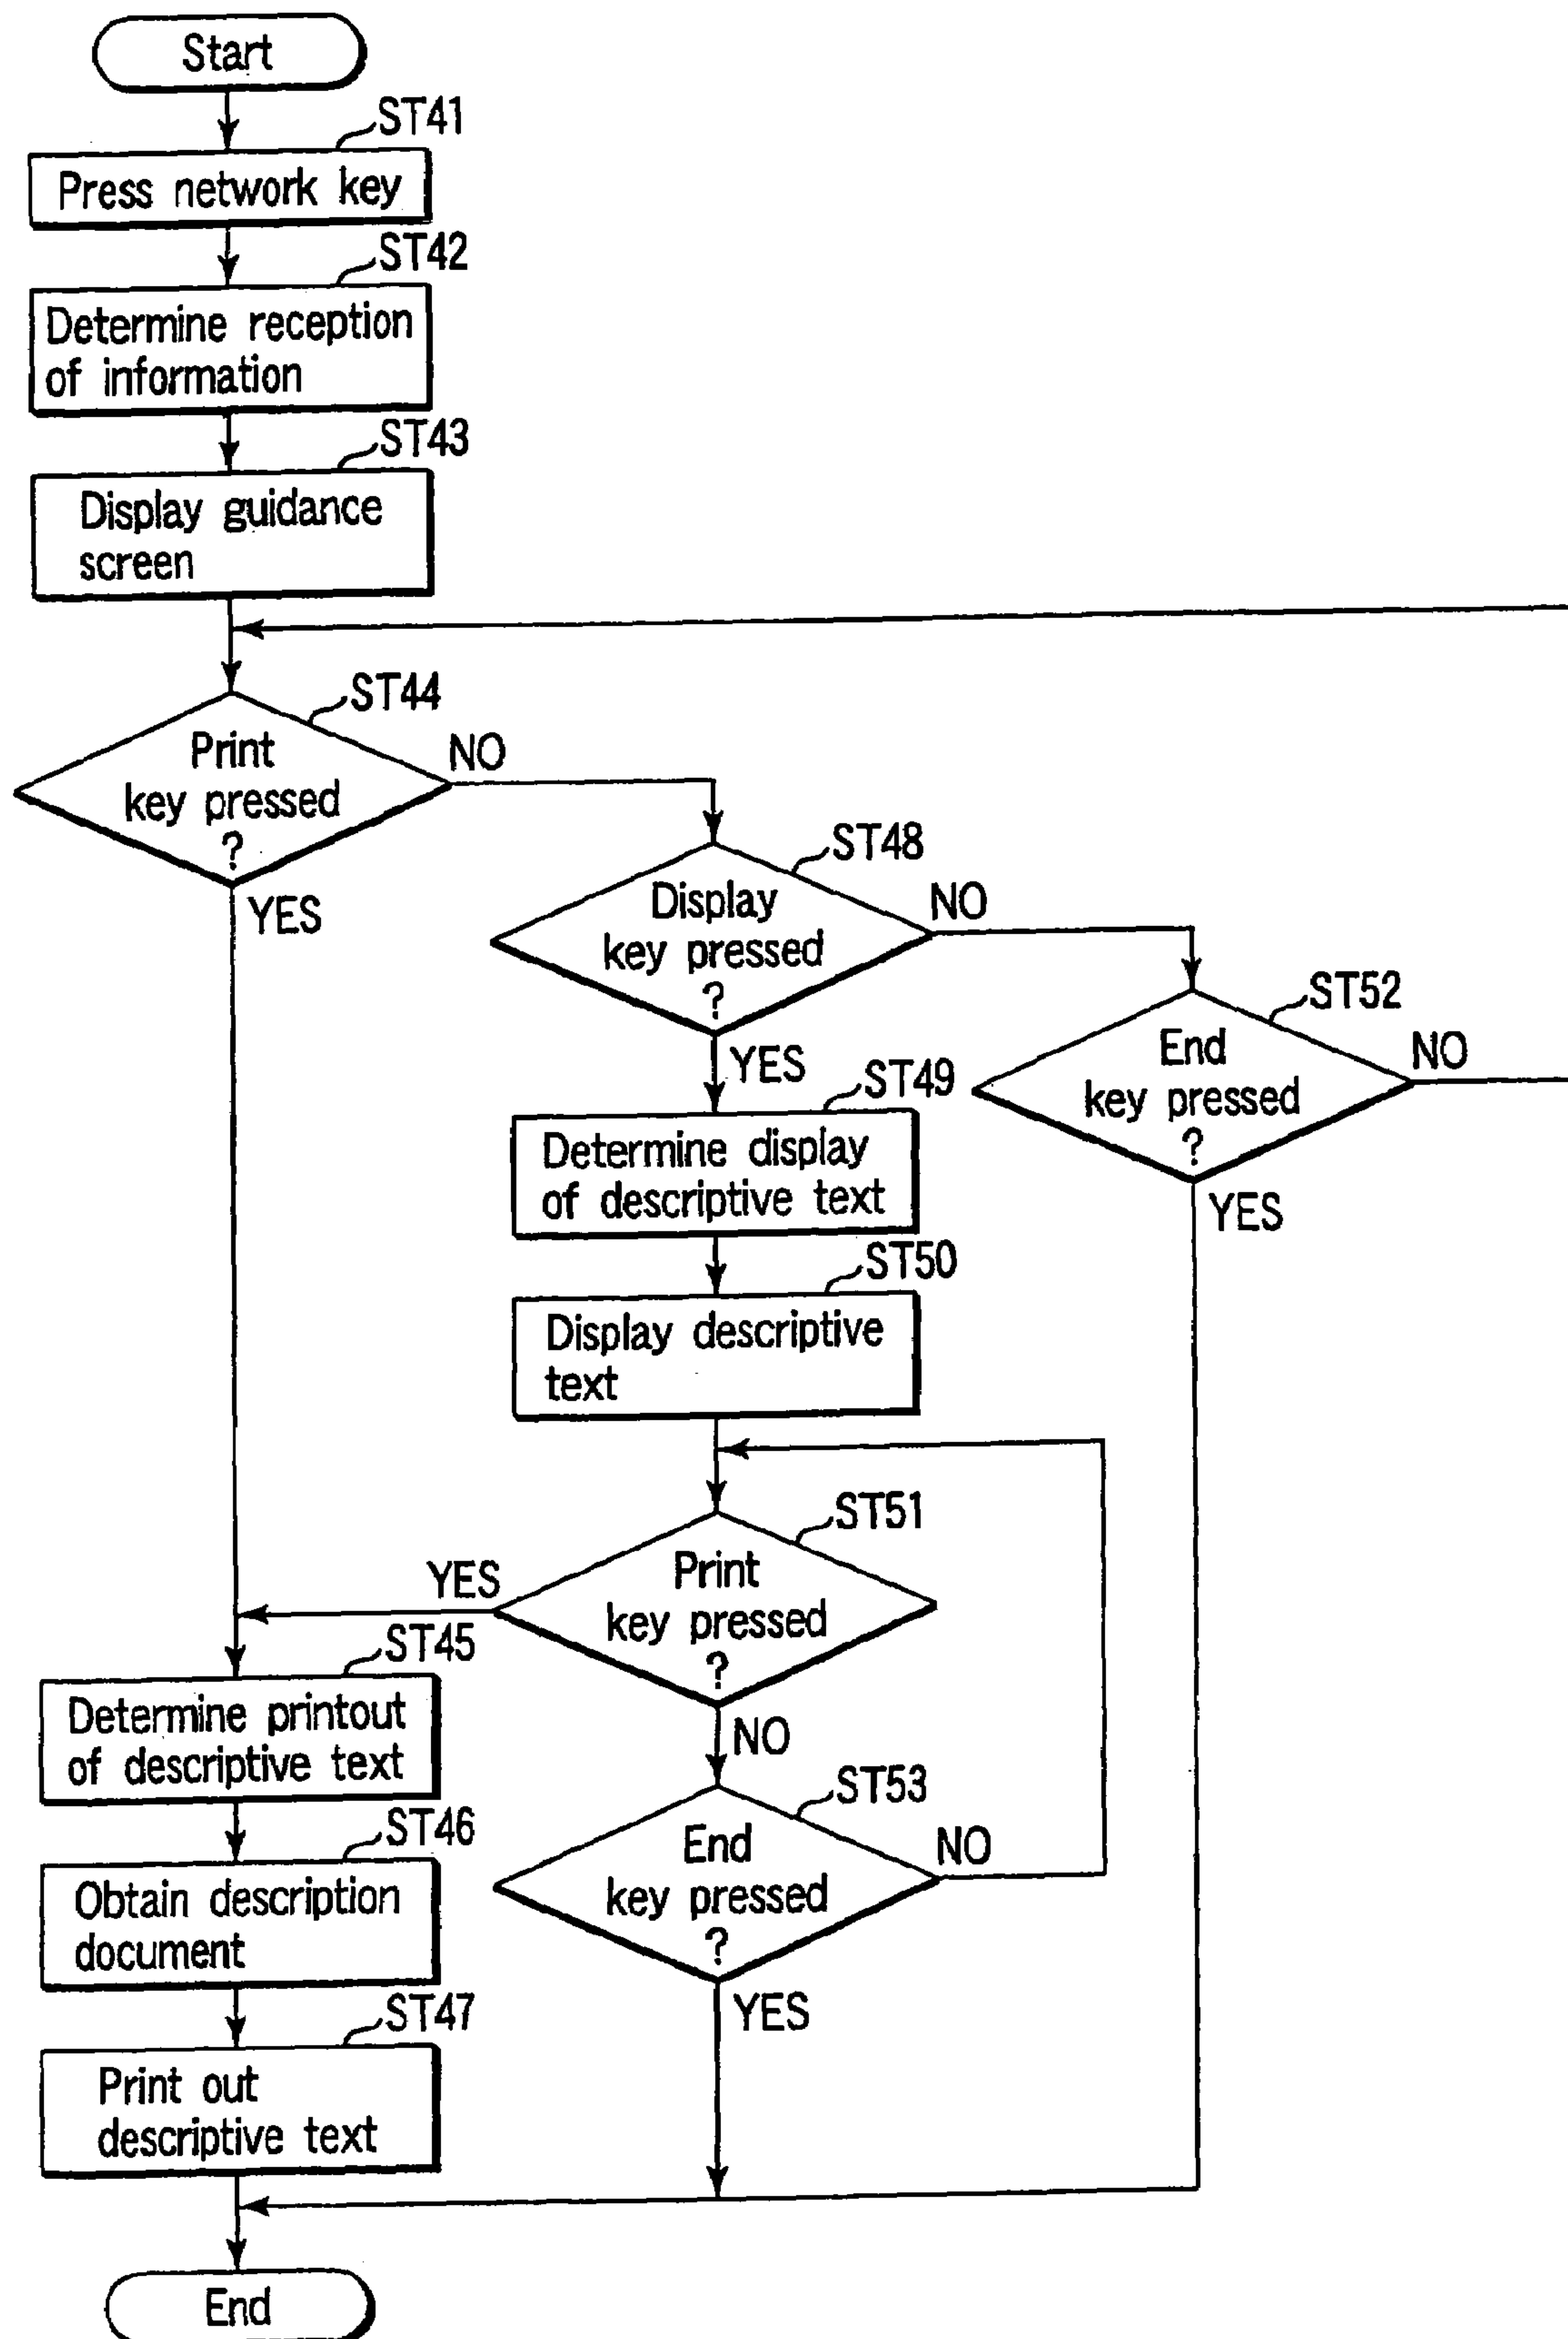 Start
ST41
Press network key
ST42
Determine reception
of information
ST43
Display guidance
screen
ST44
Print
key pressed
?
NO
YES
ST48
Display
key pressed
?
NO
YES
ST52
End
key pressed
?
NO
YES
ST49
Determine display
of descriptive text
ST50
Display descriptive
text
ST51
Print
key pressed
?
YES
NO
ST45
Determine printout
of descriptive text
ST53
End
key pressed
?
NO
YES
ST46
Obtain description
document
ST47
Print out
descriptive text
End